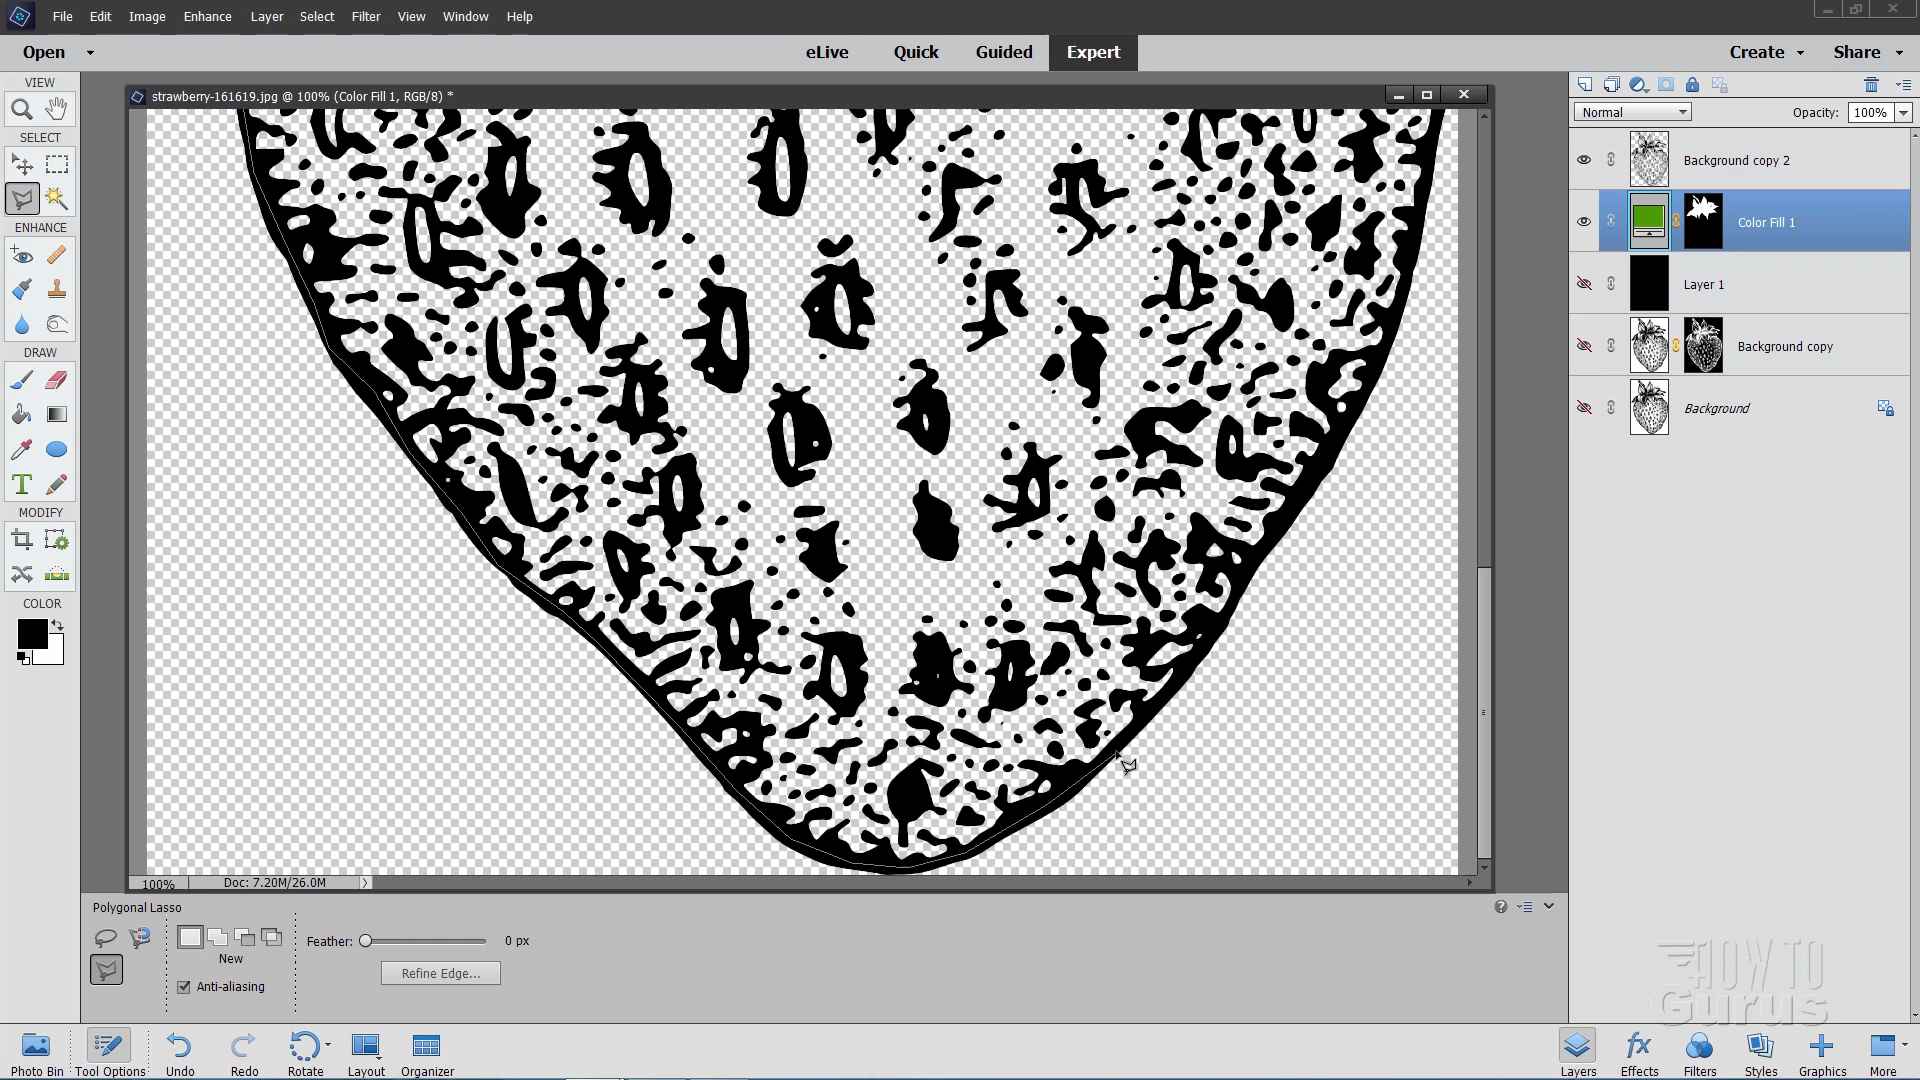 File Edit Image Enhance Layer Select Filter View Window Help
Open eLive Quick Guided Expert Create Share
VIEW
strawberry-161619.jpg @ 100% (Color Fill 1, RGB/8) *
Normal Opacity: 100%
SELECT
Background copy 2
ENHANCE
Color Fill 1
Layer 1
DRAW
Background copy
Background
T
MODIFY
COLOR
100% Doc: 7.20M/26.0M
Polygonal Lasso
Feather: 0 px
New
Refine Edge...
Anti-aliasing
HOW TO
Gurus
fx
Photo Bin Tool Options Undo Redo Rotate Layout Organizer Layers Effects Filters Styles Graphics More